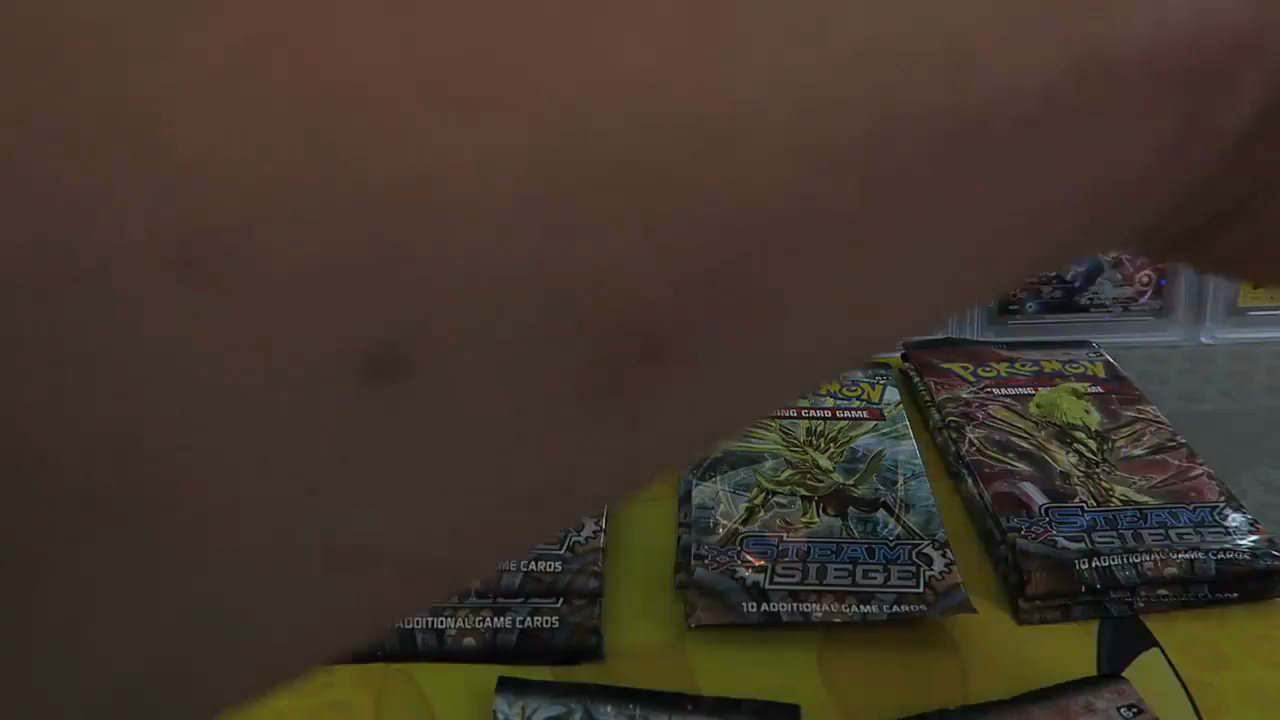 POKÉMON
TRADING CARD GAME
STEAM
SIEGE
10 ADDITIONAL GAME CARDS
MON
ING CARD GAME
STEAM
SIEGE
10 ADDITIONAL GAME CARDS
ME CARDS
ADDITIONAL GAME CARDS
6+